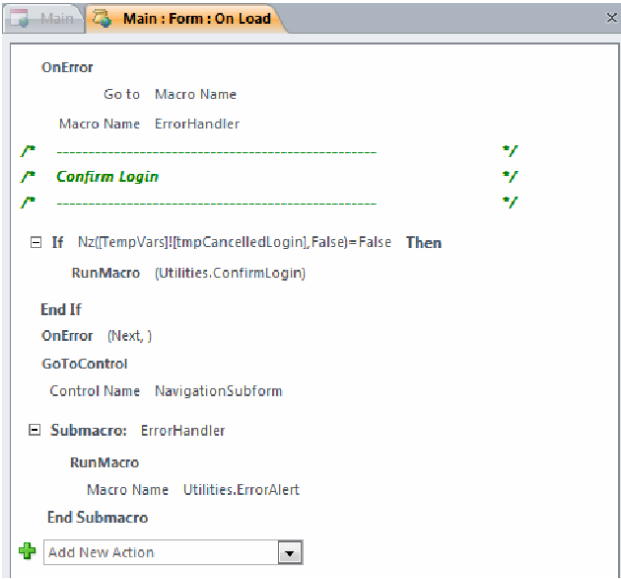 Main Main : Form : On Load
OnError
Go to Macro Name
Macro Name ErrorHandler
/* -------------------------------------------------- */
/* Confirm Login */
/* -------------------------------------------------- */
If Nz([TempVars]![tmpCancelledLogin],False)=False Then
RunMacro (Utilities.ConfirmLogin)
End If
OnError (Next, )
GoToControl
Control Name NavigationSubform
Submacro: ErrorHandler
RunMacro
Macro Name Utilities.ErrorAlert
End Submacro
Add New Action